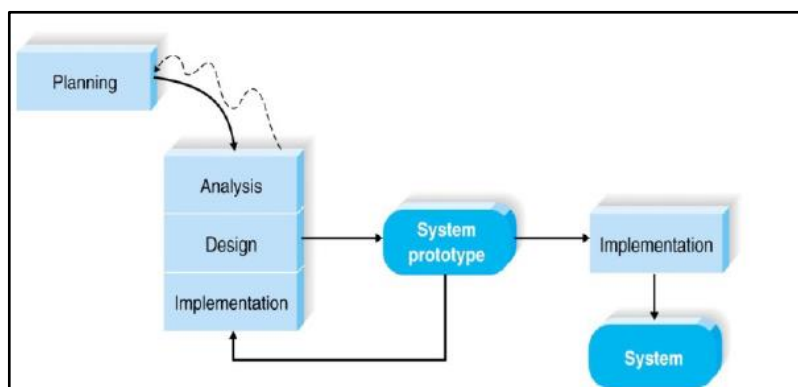 Planning
Analysis
Design
Implementation
System
prototype
Implementation
System